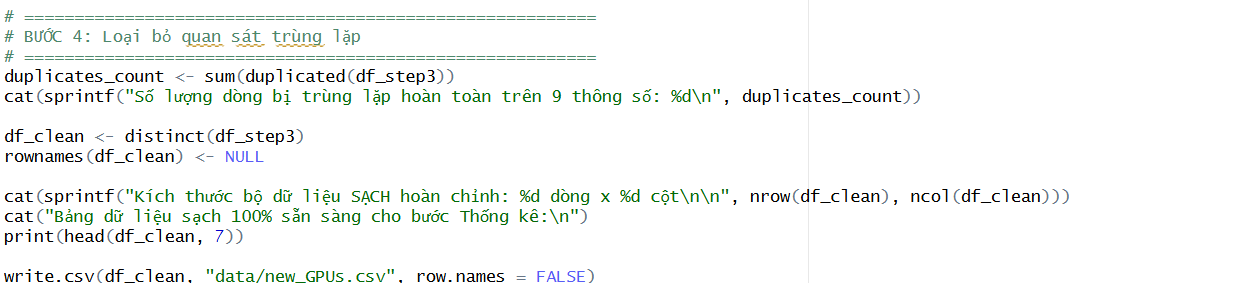 # =========================================================
# BƯỚC 4: Loại bỏ quan sát trùng lặp
# =========================================================
duplicates_count <- sum(duplicated(df_step3))
cat(sprintf("Số lượng dòng bị trùng lặp hoàn toàn trên 9 thông số: %d\n", duplicates_count))
df_clean <- distinct(df_step3)
rownames(df_clean) <- NULL
cat(sprintf("Kích thước bộ dữ liệu SẠCH hoàn chỉnh: %d dòng x %d cột\n\n", nrow(df_clean), ncol(df_clean)))
cat("Bảng dữ liệu sạch 100% sẵn sàng cho bước Thống kê:\n")
print(head(df_clean, 7))
write.csv(df_clean, "data/new_GPUs.csv", row.names = FALSE)